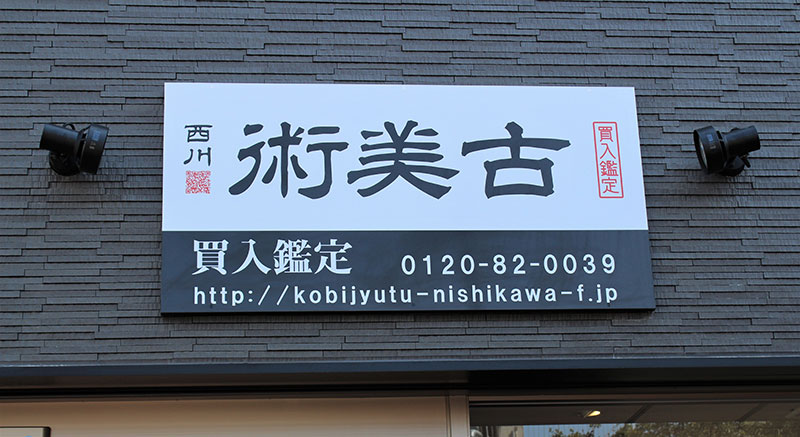 買入鑑定
古美術
西川
買入鑑定 0120-82-0039
http://kobijyutu-nishikawa-f.jp